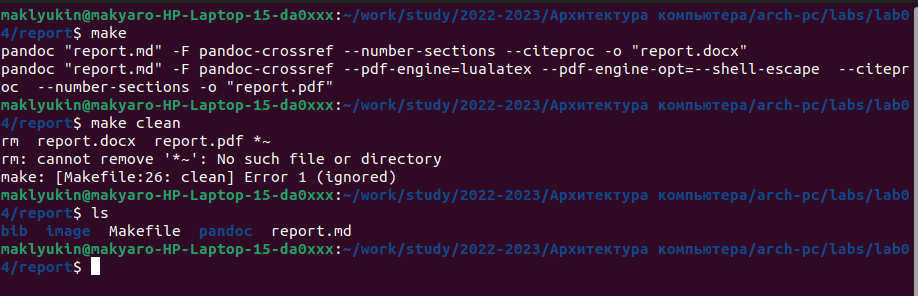 maklyukin@makyaro-HP-Laptop-15-da0xxx:~/work/study/2022-2023/Архитектура компьютера/arch-pc/labs/lab0
4/report$ make
pandoc "report.md" -F pandoc-crossref --number-sections --citeproc -o "report.docx"
pandoc "report.md" -F pandoc-crossref --pdf-engine=lualatex --pdf-engine-opt=--shell-escape  --citepr
oc  --number-sections -o "report.pdf"
maklyukin@makyaro-HP-Laptop-15-da0xxx:~/work/study/2022-2023/Архитектура компьютера/arch-pc/labs/lab0
4/report$ make clean
rm  report.docx  report.pdf *~
rm: cannot remove '*~': No such file or directory
make: [Makefile:26: clean] Error 1 (ignored)
maklyukin@makyaro-HP-Laptop-15-da0xxx:~/work/study/2022-2023/Архитектура компьютера/arch-pc/labs/lab0
4/report$ ls
bib  image  Makefile  pandoc  report.md
maklyukin@makyaro-HP-Laptop-15-da0xxx:~/work/study/2022-2023/Архитектура компьютера/arch-pc/labs/lab0
4/report$